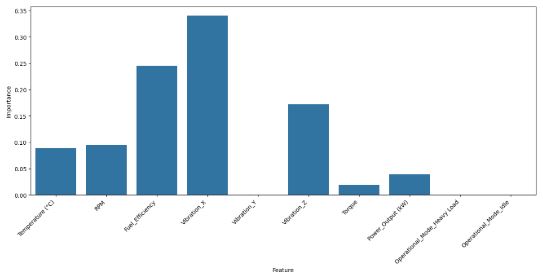 0.35
0.30
0.25
0.20
0.15
0.10
0.05
0.00
Importance
Temperature (°C)
RPM
Fuel_Efficiency
Vibration_X
Vibration_Y
Vibration_Z
Torque
Power_Output (kW)
Operational_Mode_Heavy Load
Operational_Mode_Idle
Feature